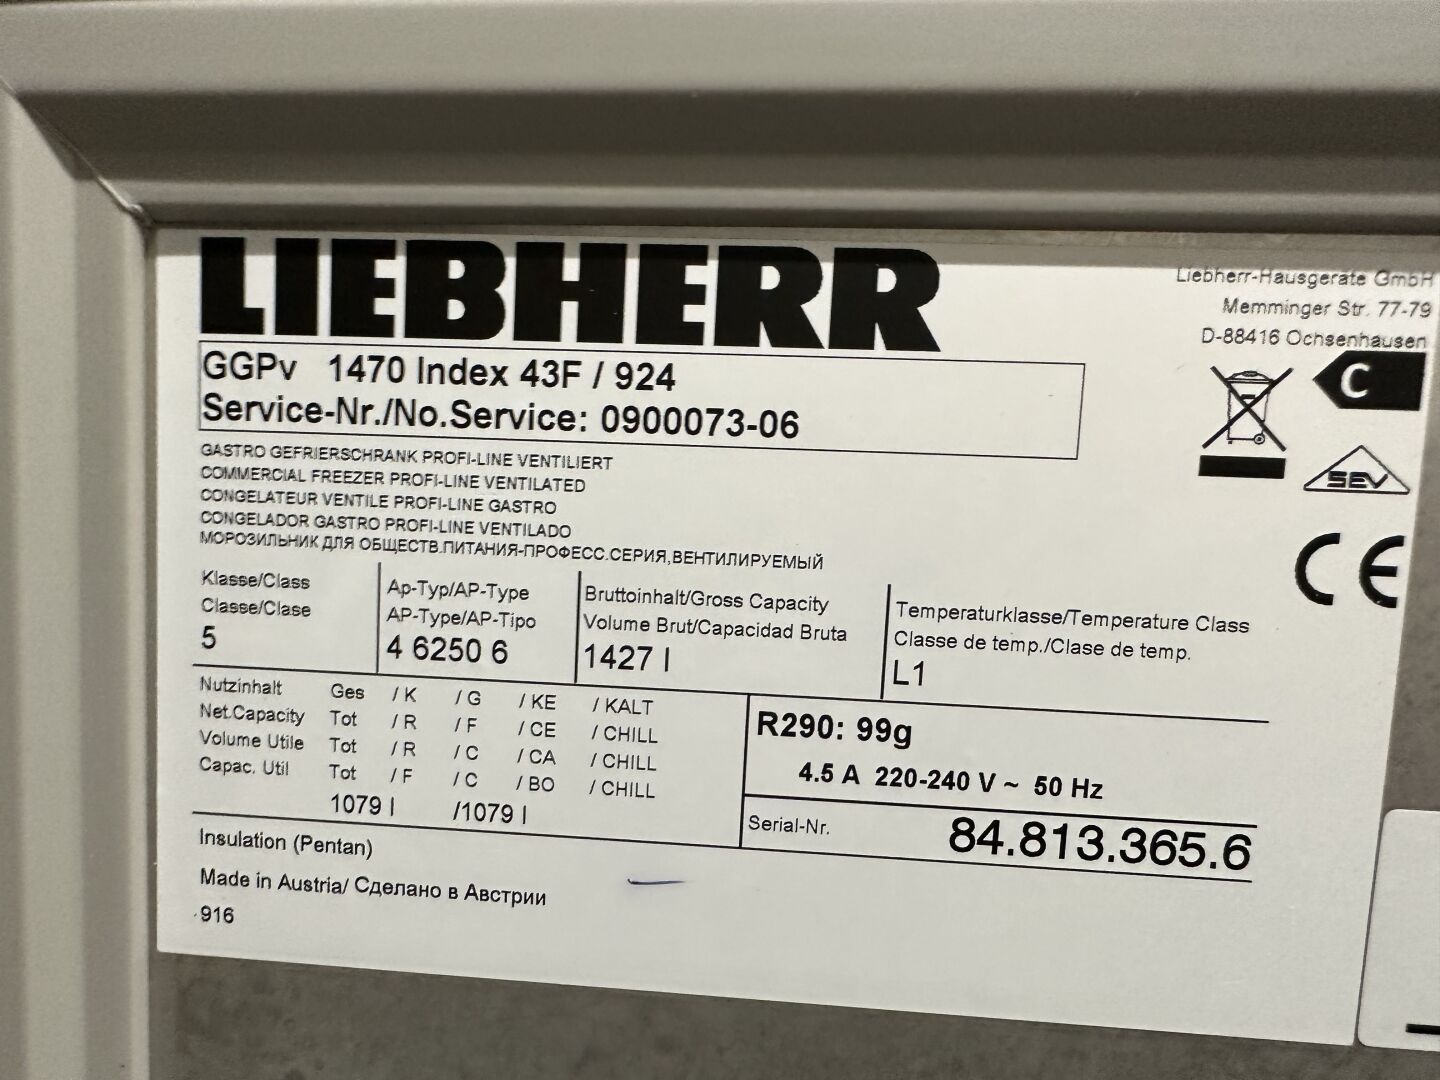 LIEBHERR
Liebherr-Hausgeräte GmbH
Memminger Str. 77-79
D-88416 Ochsenhausen
GGPv 1470 Index 43F / 924
Service-Nr./No.Service: 0900073-06
C
SEV
CE
GASTRO GEFRIERSCHRANK PROFI-LINE VENTILIERT
COMMERCIAL FREEZER PROFI-LINE VENTILATED
CONGELATEUR VENTILE PROFI-LINE GASTRO
CONGELADOR GASTRO PROFI-LINE VENTILADO
МОРОЗИЛЬНИК ДЛЯ ОБЩЕСТВ.ПИТАНИЯ-ПРОФЕСС.СЕРИЯ,ВЕНТИЛИРУЕМЫЙ
Klasse/Class
Classe/Clase
5
Ap-Typ/AP-Type
AP-Type/AP-Tipo
4 6250 6
Bruttoinhalt/Gross Capacity
Volume Brut/Capacidad Bruta
1427 l
Temperaturklasse/Temperature Class
Classe de temp./Clase de temp.
L1
Nutzinhalt Ges / K / G / KE / KALT
Net.Capacity Tot / R / F / CE / CHILL
Volume Utile Tot / R / C / CA / CHILL
Capac. Util Tot / F / C / BO / CHILL
1079 l /1079 l
R290: 99g
4.5 A 220-240 V ~ 50 Hz
Serial-Nr. 84.813.365.6
Insulation (Pentan)
Made in Austria/ Сделано в Австрии
916